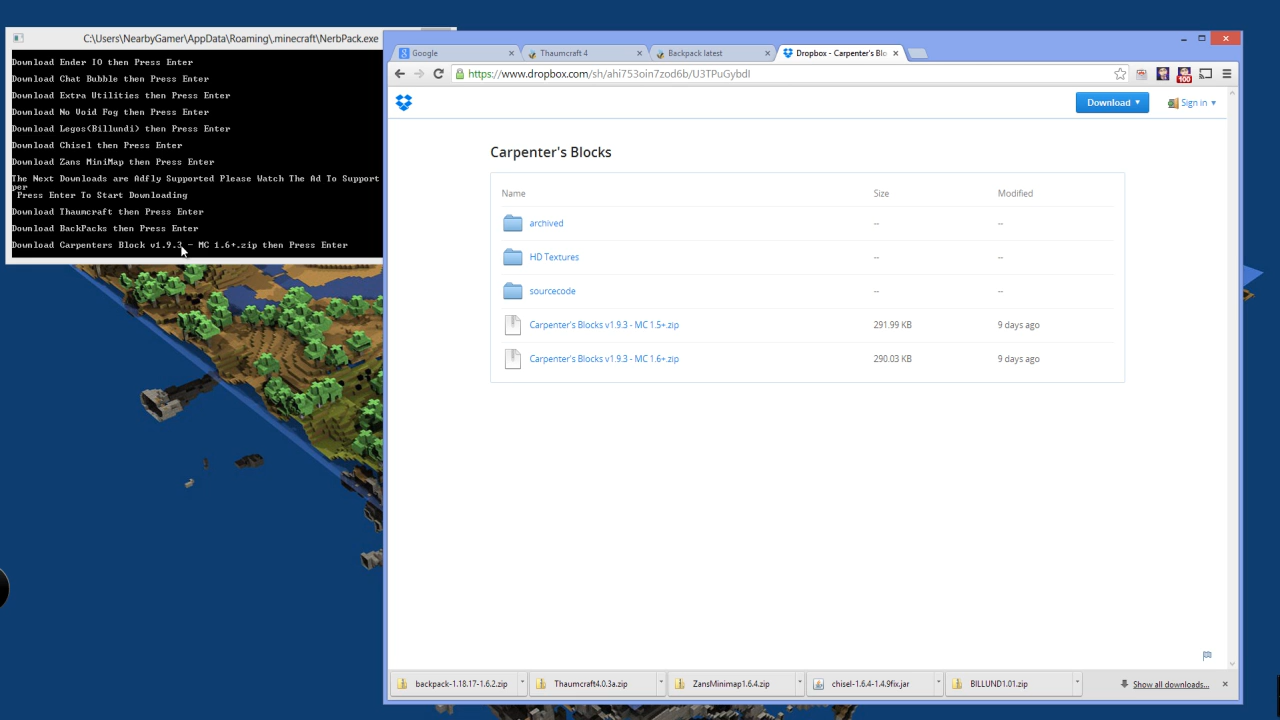 C:\Users\NearbyGamer\AppData\Roaming\.minecraft\NerbPack.exe
Download Ender IO then Press Enter
Download Chat Bubble then Press Enter
Download Extra Utilities then Press Enter
Download No Void Fog then Press Enter
Download Legos(Billundi) then Press Enter
Download Chisel then Press Enter
Download Zans MiniMap then Press Enter
The Next Downloads are Adfly Supported Please Watch The Ad To Support
per
Press Enter To Start Downloading
Download Thaumcraft then Press Enter
Download BackPacks then Press Enter
Download Carpenters Block v1.9.3 - MC 1.6+.zip then Press Enter
Google
Thaumcraft 4
Backpack latest
Dropbox - Carpenter's Blo
https://www.dropbox.com/sh/ahi753oin7zod6b/U3TPuGybdI
100
Download
Sign in
Carpenter's Blocks
Name Size Modified
archived -- --
HD Textures -- --
sourcecode -- --
Carpenter's Blocks v1.9.3 - MC 1.5+.zip 291.99 KB 9 days ago
Carpenter's Blocks v1.9.3 - MC 1.6+.zip 290.03 KB 9 days ago
backpack-1.18.17-1.6.2.zip
Thaumcraft4.0.3a.zip
ZansMinimap1.6.4.zip
chisel-1.6.4-1.4.9fix.jar
BILLUND1.01.zip
Show all downloads...